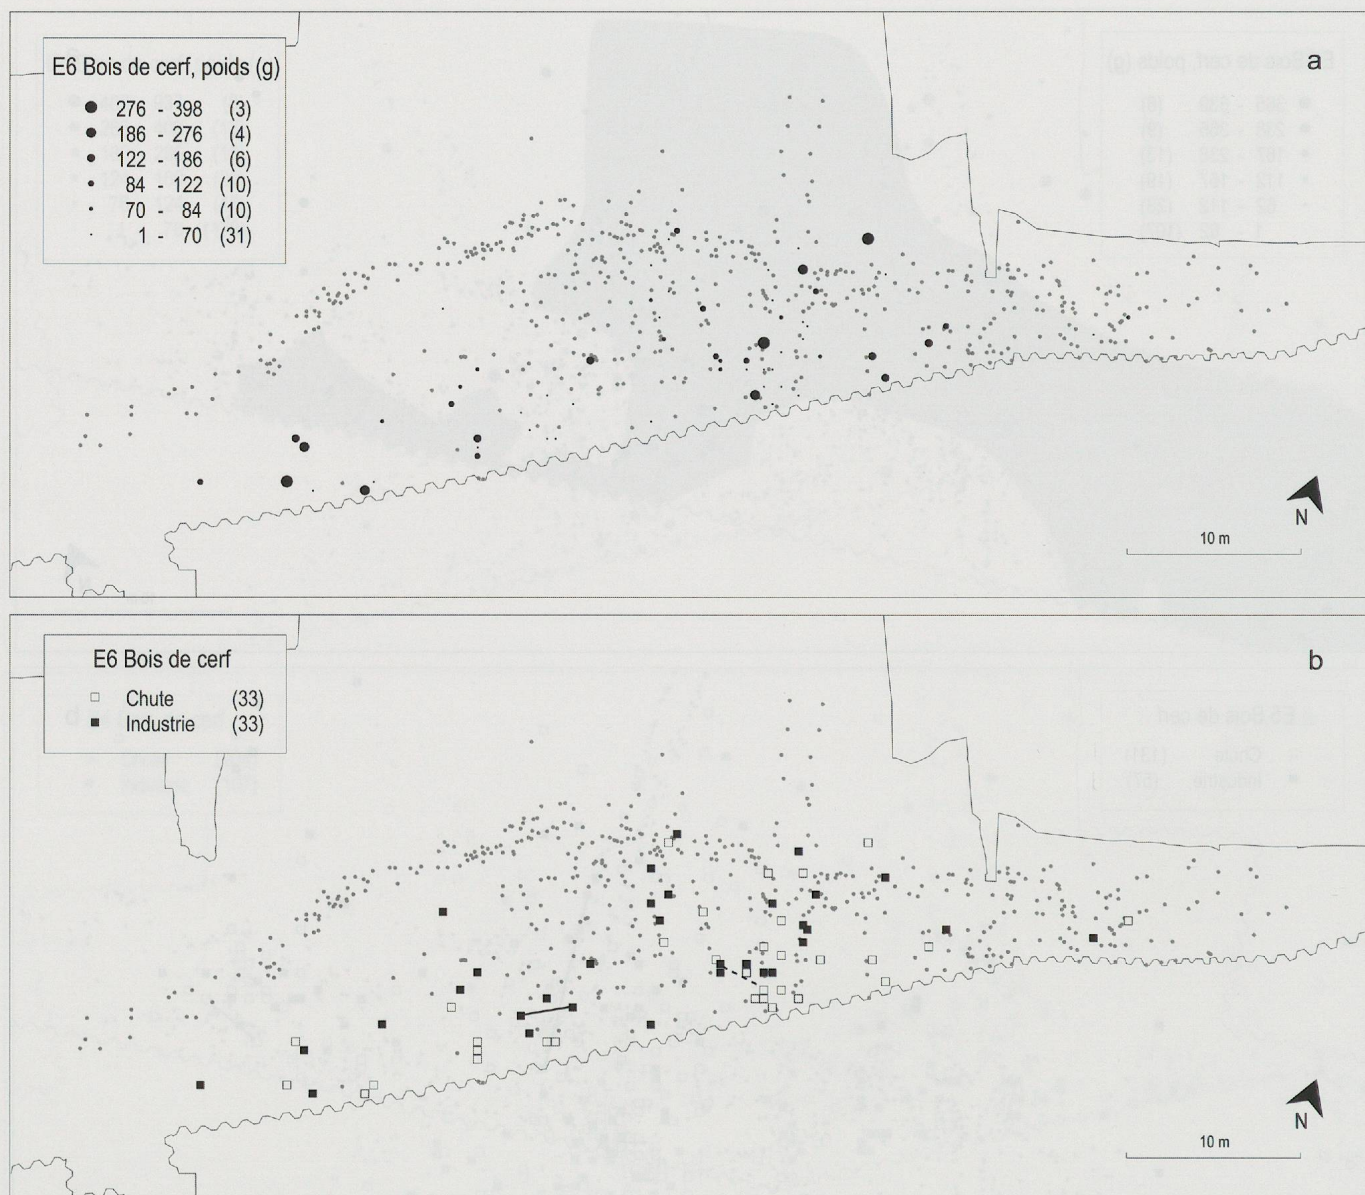 a
E6 Bois de cerf, poids (g)
276 - 398 (3)
186 - 276 (4)
122 - 186 (6)
84 - 122 (10)
70 - 84 (10)
1 - 70 (31)
N
10 m
b
E6 Bois de cerf
Chute (33)
Industrie (33)
N
10 m